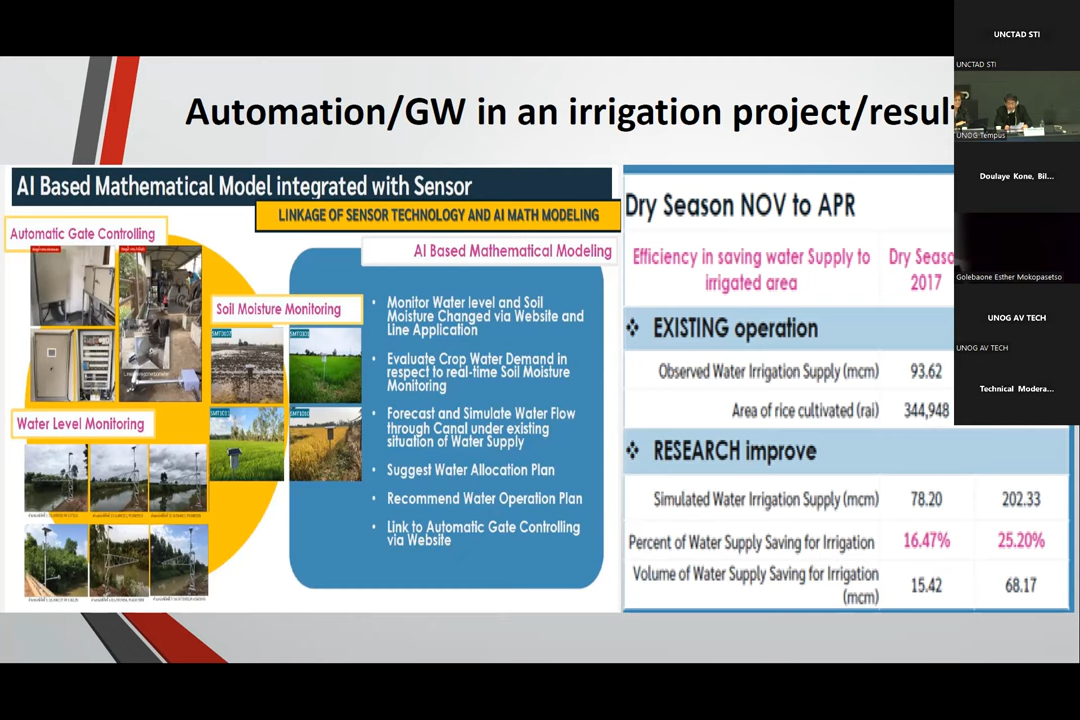 UNCTAD STI
UNCTAD STI
UNOG Tempus
Doulaye Kone, Bil...
Golebaone Esther Mokopasetso
UNOG AV TECH
UNOG AV TECH
Technical Modera...
Automation/GW in an irrigation project/resul
AI Based Mathematical Model integrated with Sensor
LINKAGE OF SENSOR TECHNOLOGY AND AI MATH MODELING
Automatic Gate Controlling
AI Based Mathematical Modeling
Soil Moisture Monitoring
Water Level Monitoring
• Monitor Water level and Soil
Moisture Changed via Website and
Line Application
• Evaluate Crop Water Demand in
respect to real-time Soil Moisture
Monitoring
• Forecast and Simulate Water Flow
through Canal under existing
situation of Water Supply
• Suggest Water Allocation Plan
• Recommend Water Operation Plan
• Link to Automatic Gate Controlling
via Website
Dry Season NOV to APR
Efficiency in saving water Supply to
irrigated area
Dry Seaso
2017
❖ EXISTING operation
Observed Water Irrigation Supply (mcm) 93.62
Area of rice cultivated (rai) 344,948
❖ RESEARCH improve
Simulated Water Irrigation Supply (mcm) 78.20 202.33
Percent of Water Supply Saving for Irrigation 16.47% 25.20%
Volume of Water Supply Saving for Irrigation
(mcm) 15.42 68.17